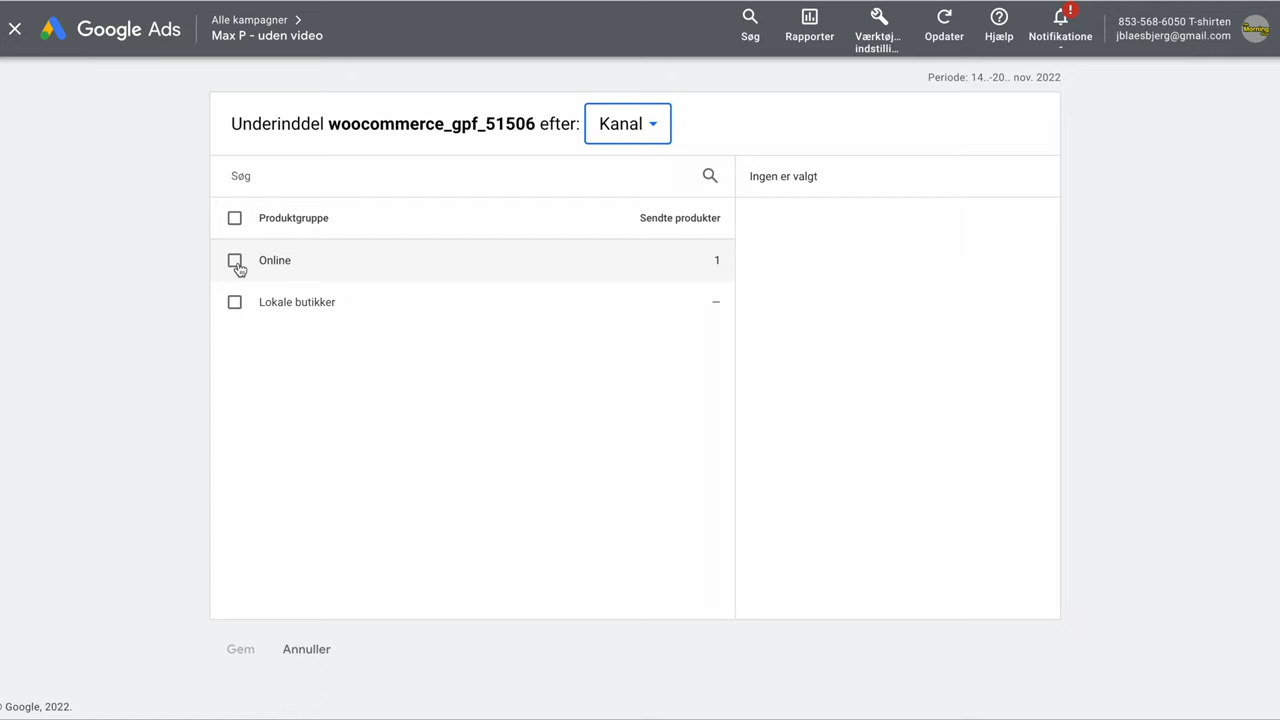 Google Ads
Alle kampagner
Max P - uden video
Søg
Rapporter
Værktøj...
indstilli...
Opdater
Hjælp
!
Notifikatione
-
853-568-6050 T-shirten
jblaesbjerg@gmail.com
Morning
Periode: 14..-20.. nov. 2022
Underinddel woocommerce_gpf_51506 efter: Kanal
Søg
Ingen er valgt
Produktgruppe Sendte produkter
Online 1
Lokale butikker –
Gem Annuller
© Google, 2022.